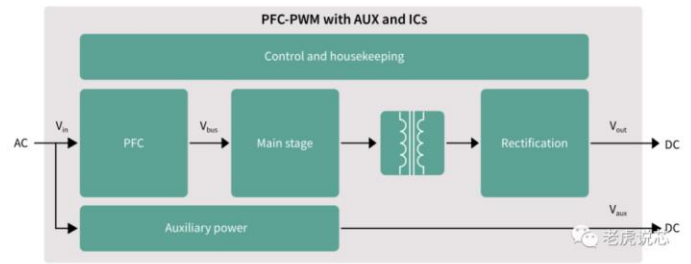 PFC-PWM with AUX and ICs
Control and housekeeping
AC
Vin
PFC
Vbus
Main stage
Rectification
Vout
DC
Auxiliary power
Vaux
DC
老虎说芯